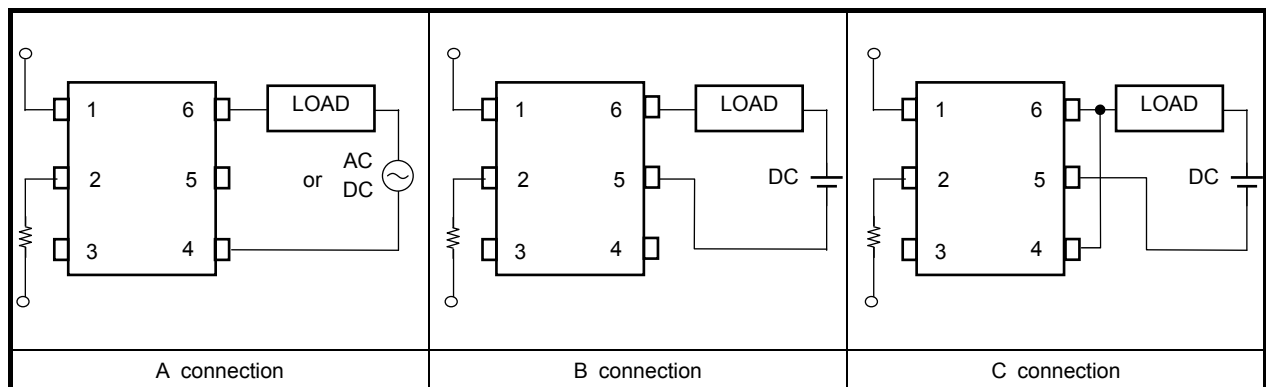 1 6 LOAD
2 5 or AC
DC
3 4
A connection
1 6 LOAD
2 5 DC
3 4
B connection
1 6 LOAD
2 5 DC
3 4
C connection